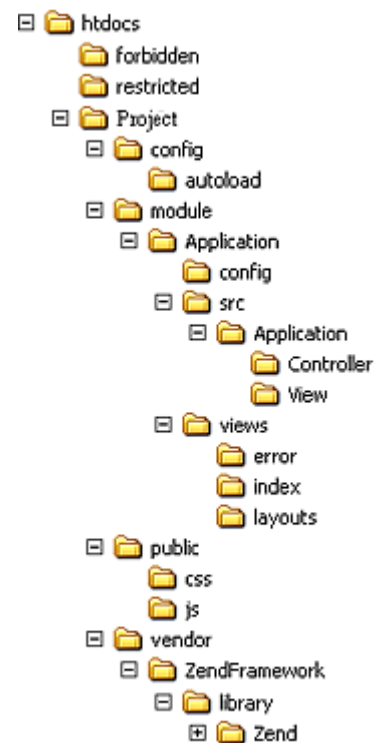 htdocs
forbidden
restricted
Project
config
autoload
module
Application
config
src
Application
Controller
View
views
error
index
layouts
public
css
js
vendor
ZendFramework
library
Zend